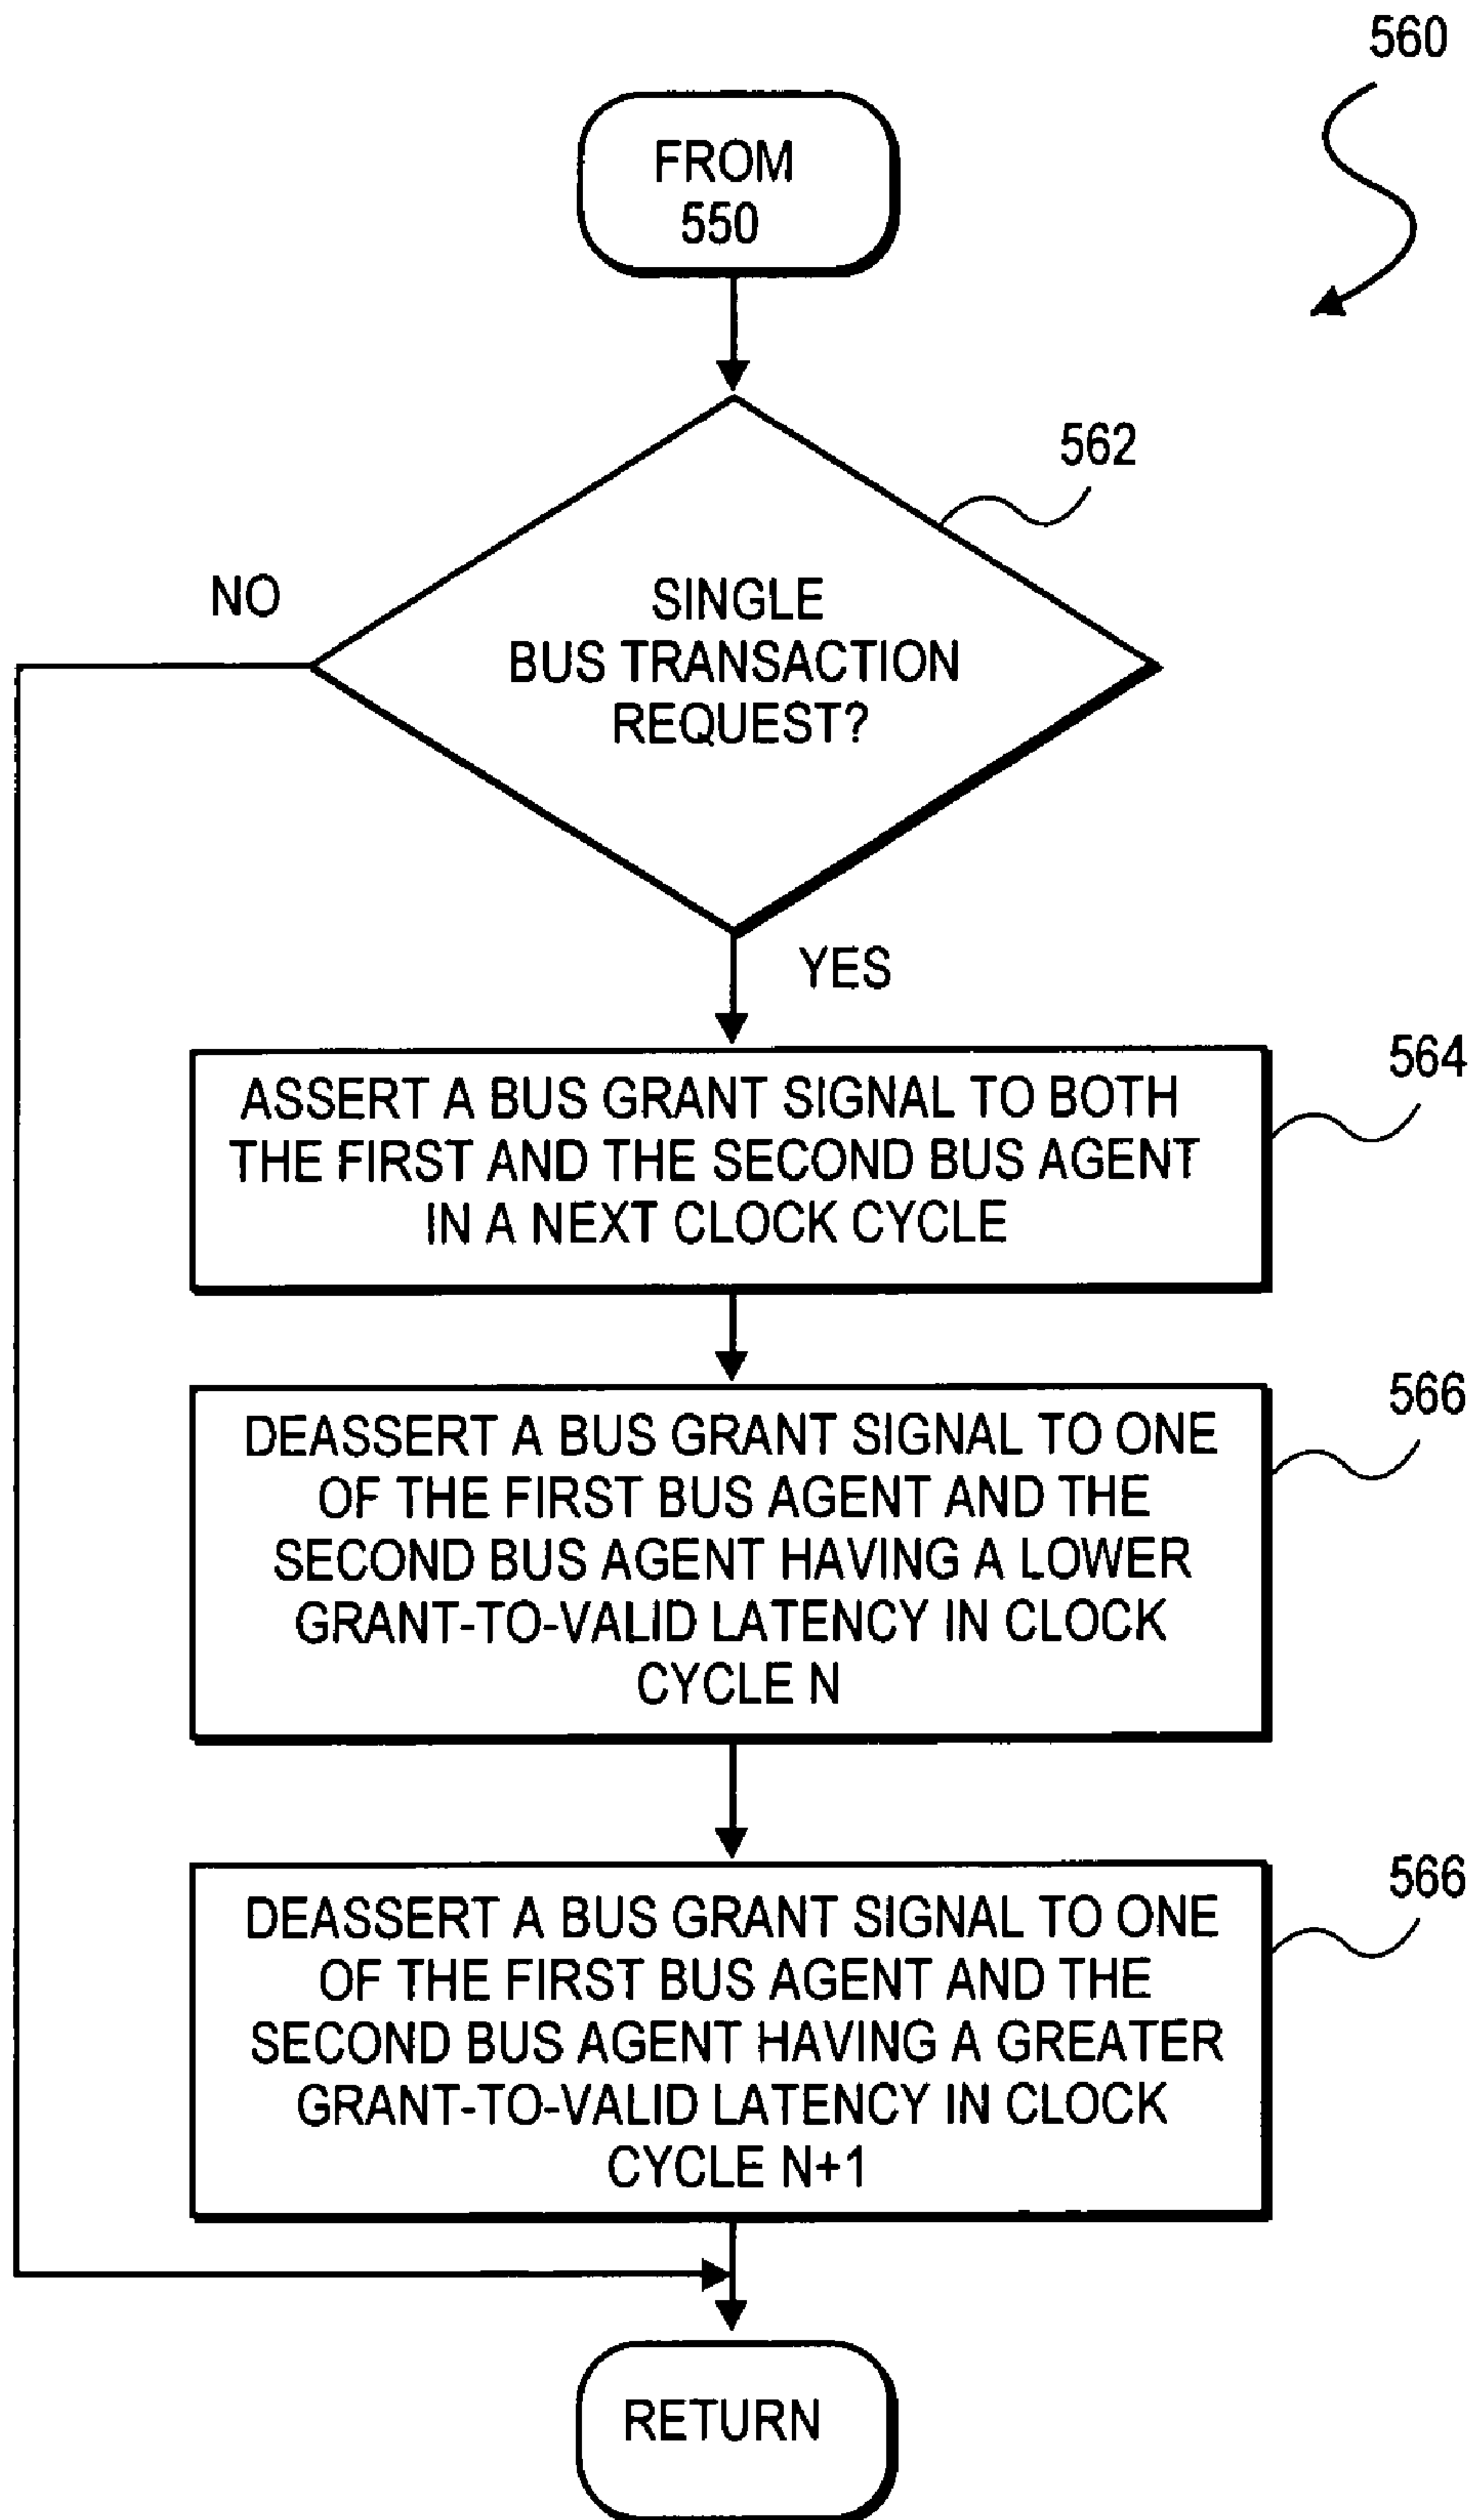 560
FROM
550
562
SINGLE
BUS TRANSACTION
REQUEST?
NO
YES
564
ASSERT A BUS GRANT SIGNAL TO BOTH
THE FIRST AND THE SECOND BUS AGENT
IN A NEXT CLOCK CYCLE
566
DEASSERT A BUS GRANT SIGNAL TO ONE
OF THE FIRST BUS AGENT AND THE
SECOND BUS AGENT HAVING A LOWER
GRANT-TO-VALID LATENCY IN CLOCK
CYCLE N
566
DEASSERT A BUS GRANT SIGNAL TO ONE
OF THE FIRST BUS AGENT AND THE
SECOND BUS AGENT HAVING A GREATER
GRANT-TO-VALID LATENCY IN CLOCK
CYCLE N+1
RETURN